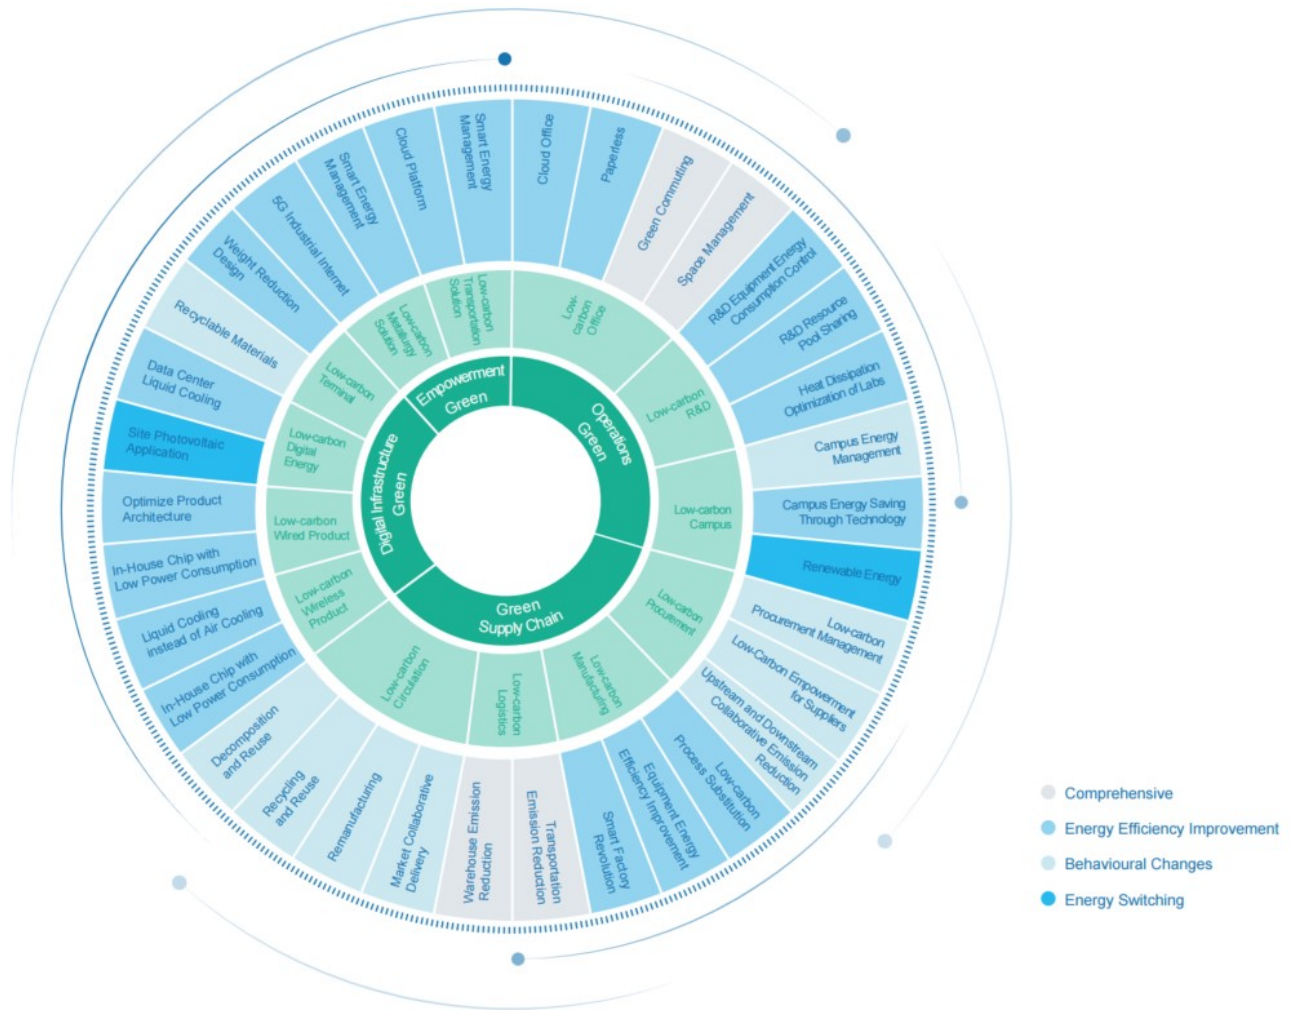 Smart Energy
Management
Cloud Office
Paperless
Green Commuting
Space Management
R&D Equipment Energy
Consumption Control
R&D Resource
Pool Sharing
Heat Dissipation
Optimization of Labs
Campus Energy
Management
Campus Energy Saving
Through Technology
Renewable Energy
Low-carbon
Procurement Management
Low-Carbon Empowerment
for Suppliers
Upstream and Downstream
Collaborative Emission
Reduction
Low-carbon
Process Substitution
Equipment Energy
Efficiency Improvement
Smart Factory
Revolution
Transportation
Emission Reduction
Warehouse Emission
Reduction
Market Collaborative
Delivery
Remanufacturing
Recycling
and Reuse
Decomposition
and Reuse
In-House Chip with
Low Power Consumption
Liquid Cooling
instead of Air Cooling
In-House Chip with
Low Power Consumption
Optimize Product
Architecture
Site Photovoltaic
Application
Data Center
Liquid Cooling
Recyclable Materials
Weight Reduction
Design
5G Industrial Internet
Smart Energy
Management
Cloud Platform
Low-
carbon
Office
Low-carbon
R&D
Low-carbon
Campus
Low-carbon
Procurement
Low-carbon
Manufacturing
Low-carbon
Logistics
Low-carbon
Circulation
Low-carbon
Wireless
Product
Low-carbon
Wired Product
Low-carbon
Digital
Energy
Low-carbon
Terminal
Low-carbon
Metallurgy
Solution
Low-carbon
Transportation
Solution
Empowerment
Green
Operations
Green
Green
Supply Chain
Digital Infrastructure
Green
Comprehensive
Energy Efficiency Improvement
Behavioural Changes
Energy Switching